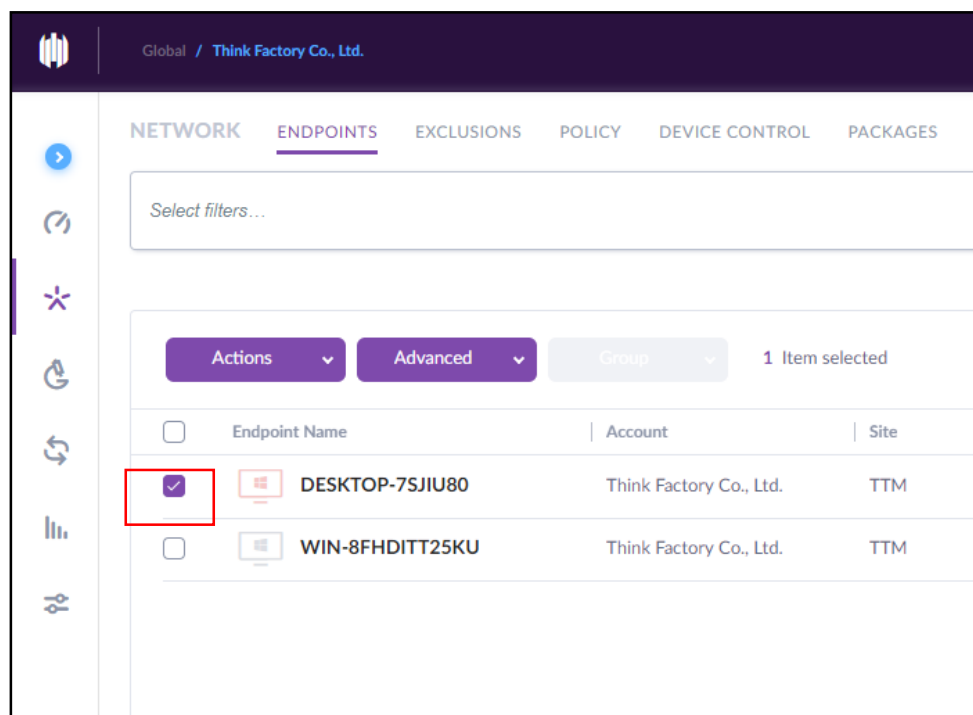 Global / Think Factory Co., Ltd.
NETWORK ENDPOINTS EXCLUSIONS POLICY DEVICE CONTROL PACKAGES
Select filters...
Actions Advanced Group 1 Item selected
Endpoint Name Account Site
DESKTOP-7SJIU80 Think Factory Co., Ltd. TTM
WIN-8FHDITT25KU Think Factory Co., Ltd. TTM